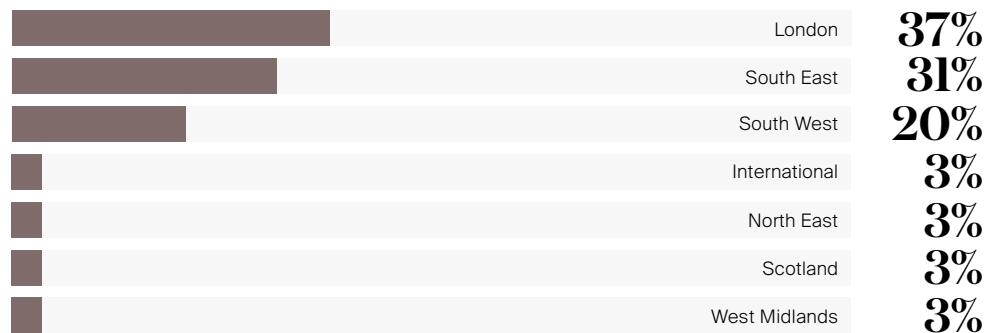 London 37%
South East 31%
South West 20%
International 3%
North East 3%
Scotland 3%
West Midlands 3%